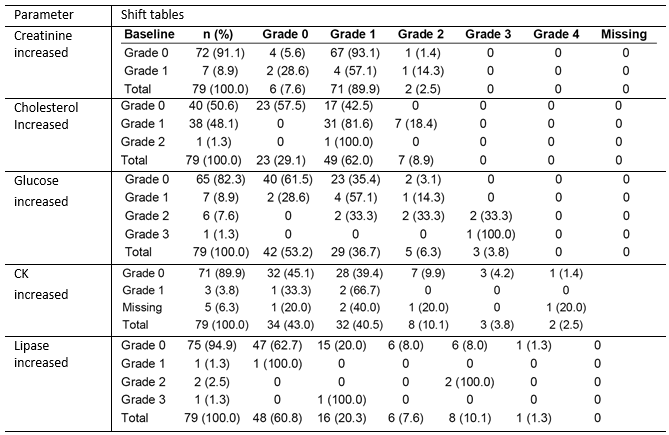 Parameter Shift tables
Creatinine increased Baseline n (%) Grade 0 Grade 1 Grade 2 Grade 3 Grade 4 Missing
Grade 0 72 (91.1) 4 (5.6) 67 (93.1) 1 (1.4) 0 0 0
Grade 1 7 (8.9) 2 (28.6) 4 (57.1) 1 (14.3) 0 0 0
Total 79 (100.0) 6 (7.6) 71 (89.9) 2 (2.5) 0 0 0
Cholesterol Increased Grade 0 40 (50.6) 23 (57.5) 17 (42.5) 0 0 0 0
Grade 1 38 (48.1) 0 31 (81.6) 7 (18.4) 0 0 0
Grade 2 1 (1.3) 0 1 (100.0) 0 0 0 0
Total 79 (100.0) 23 (29.1) 49 (62.0) 7 (8.9) 0 0 0
Glucose increased Grade 0 65 (82.3) 40 (61.5) 23 (35.4) 2 (3.1) 0 0 0
Grade 1 7 (8.9) 2 (28.6) 4 (57.1) 1 (14.3) 0 0 0
Grade 2 6 (7.6) 0 2 (33.3) 2 (33.3) 2 (33.3) 0 0
Grade 3 1 (1.3) 0 0 0 1 (100.0) 0 0
Total 79 (100.0) 42 (53.2) 29 (36.7) 5 (6.3) 3 (3.8) 0 0
CK increased Grade 0 71 (89.9) 32 (45.1) 28 (39.4) 7 (9.9) 3 (4.2) 1 (1.4)
Grade 1 3 (3.8) 1 (33.3) 2 (66.7) 0 0 0
Missing 5 (6.3) 1 (20.0) 2 (40.0) 1 (20.0) 0 1 (20.0)
Total 79 (100.0) 34 (43.0) 32 (40.5) 8 (10.1) 3 (3.8) 2 (2.5)
Lipase increased Grade 0 75 (94.9) 47 (62.7) 15 (20.0) 6 (8.0) 6 (8.0) 1 (1.3) 0
Grade 1 1 (1.3) 1 (100.0) 0 0 0 0 0
Grade 2 2 (2.5) 0 0 0 2 (100.0) 0 0
Grade 3 1 (1.3) 0 1 (100.0) 0 0 0 0
Total 79 (100.0) 48 (60.8) 16 (20.3) 6 (7.6) 8 (10.1) 1 (1.3) 0